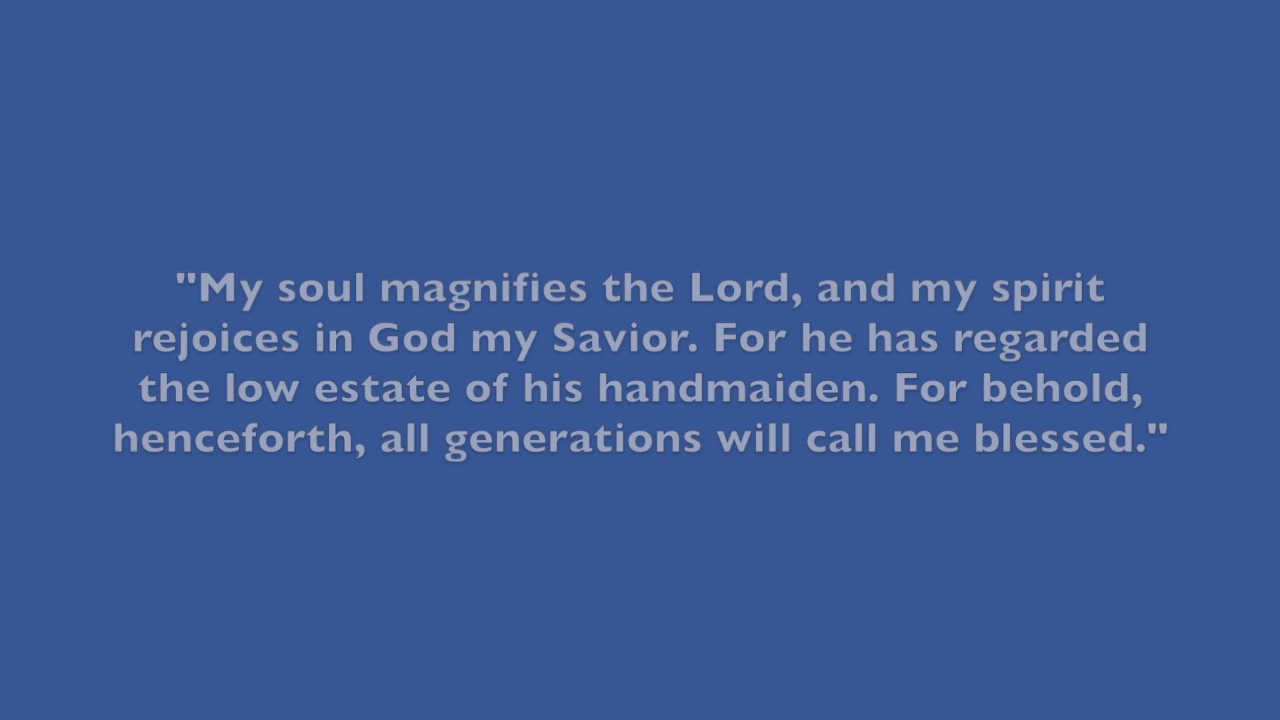 "My soul magnifies the Lord, and my spirit
rejoices in God my Savior. For he has regarded
the low estate of his handmaiden. For behold,
henceforth, all generations will call me blessed."